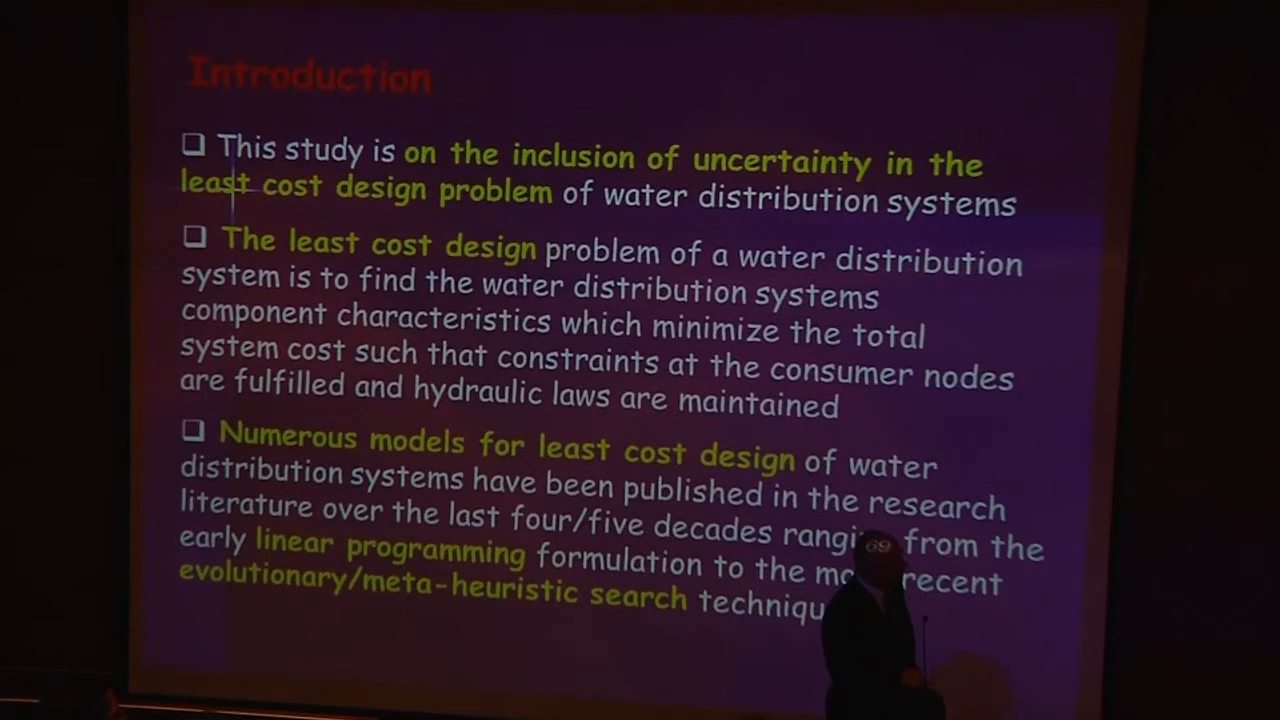 Introduction
❑ This study is on the inclusion of uncertainty in the
least cost design problem of water distribution systems
❑ The least cost design problem of a water distribution
system is to find the water distribution systems
component characteristics which minimize the total
system cost such that constraints at the consumer nodes
are fulfilled and hydraulic laws are maintained
❑ Numerous models for least cost design of water
distribution systems have been published in the research
literature over the last four/five decades from the
early linear programming formulation to the recent
evolutionary/meta-heuristic search
69